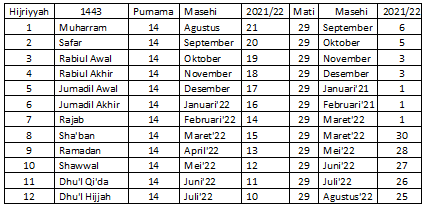 Hijriyyah 1443 Purnama Masehi 2021/22 Mati Masehi 2021/22
1 Muharram 14 Agustus 21 29 September 6
2 Safar 14 September 20 29 Oktober 5
3 Rabiul Awal 14 Oktober 19 29 November 3
4 Rabiul Akhir 14 November 18 29 Desember 3
5 Jumadil Awal 14 Desember 17 29 Januari'21 1
6 Jumadil Akhir 14 Januari'22 16 29 Februari'21 1
7 Rajab 14 Februari'22 14 29 Maret'22 1
8 Sha'ban 14 Maret'22 15 29 Maret'22 30
9 Ramadan 14 April'22 13 29 Mei'22 28
10 Shawwal 14 Mei'22 12 29 Juni'22 27
11 Dhu'l Qi'da 14 Juni'22 11 29 Juli'22 26
12 Dhu'l Hijjah 14 Juli'22 10 29 Agustus'22 25